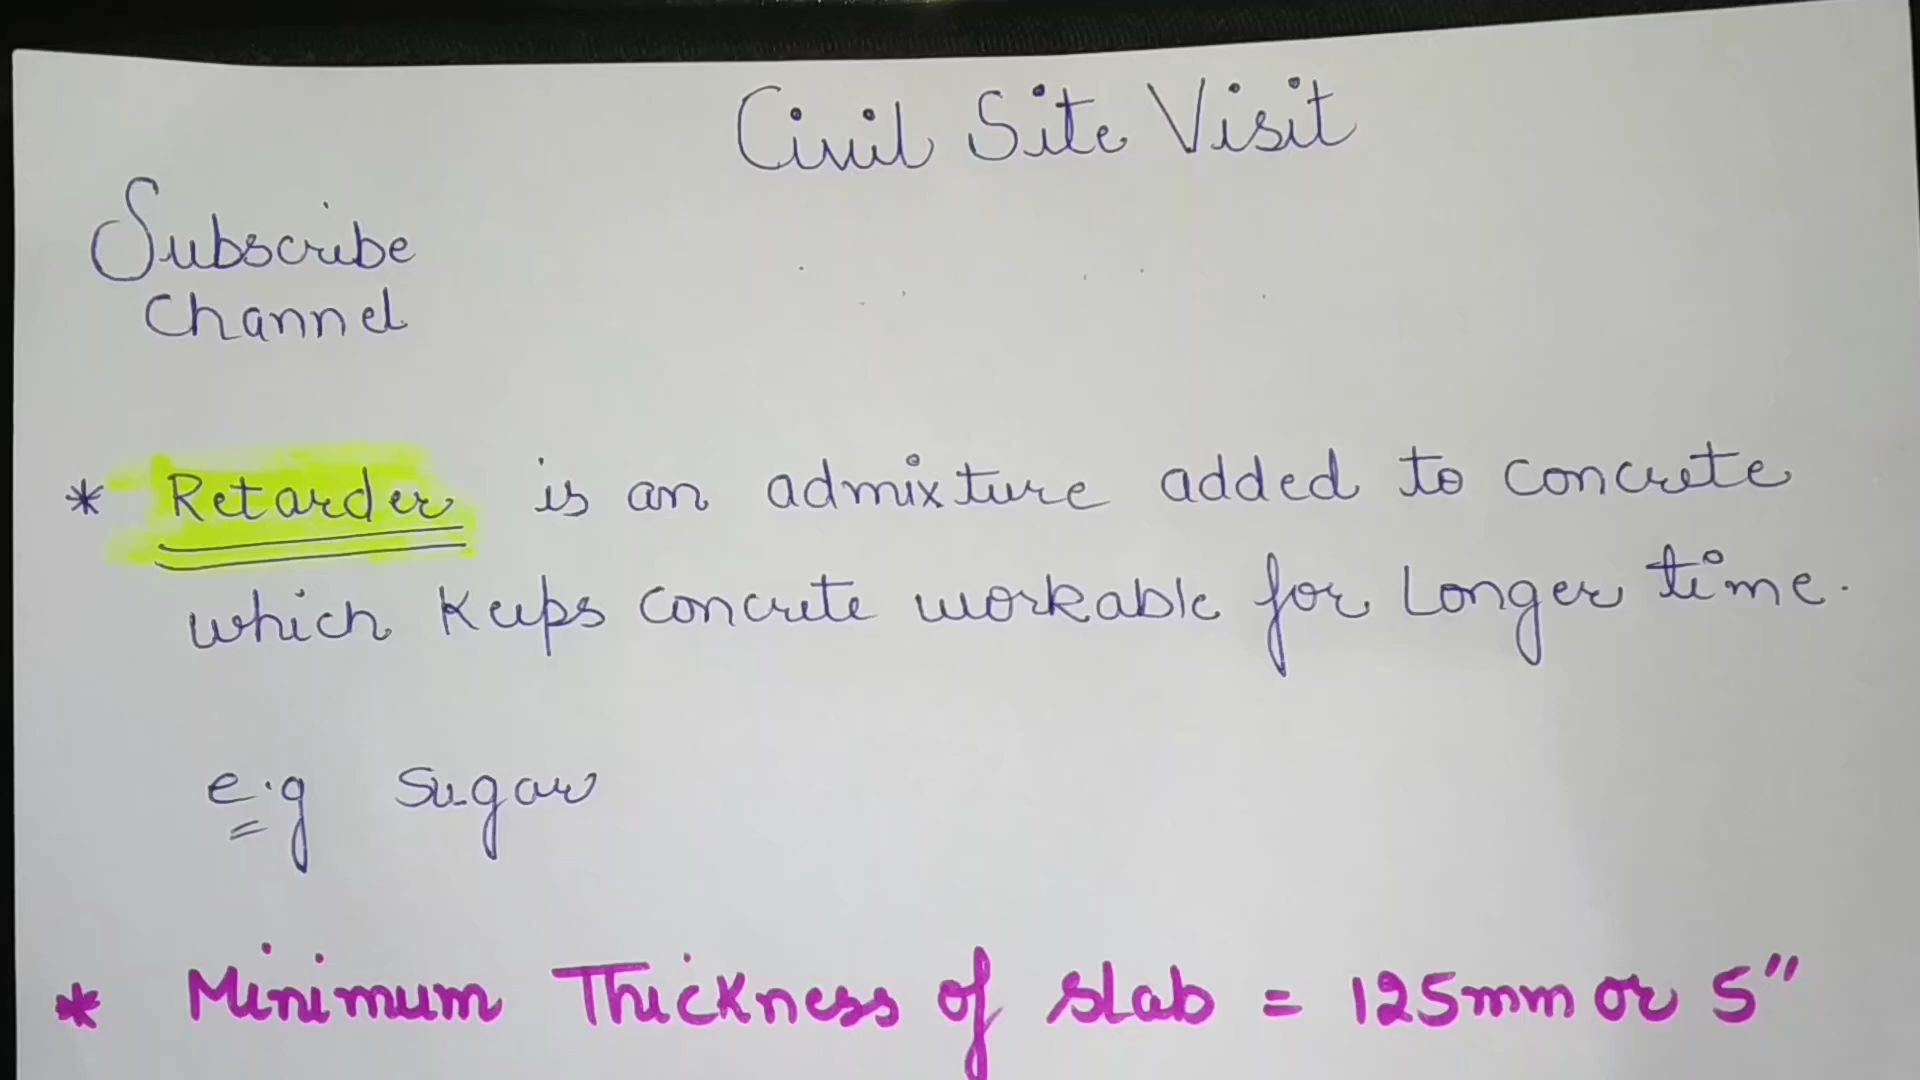 Civil Site Visit
Subscribe
Channel
* Retarder is an admixture added to concrete
which Keeps concrete workable for Longer time.
e.g Sugar
* Minimum Thickness of slab = 125mm or 5"